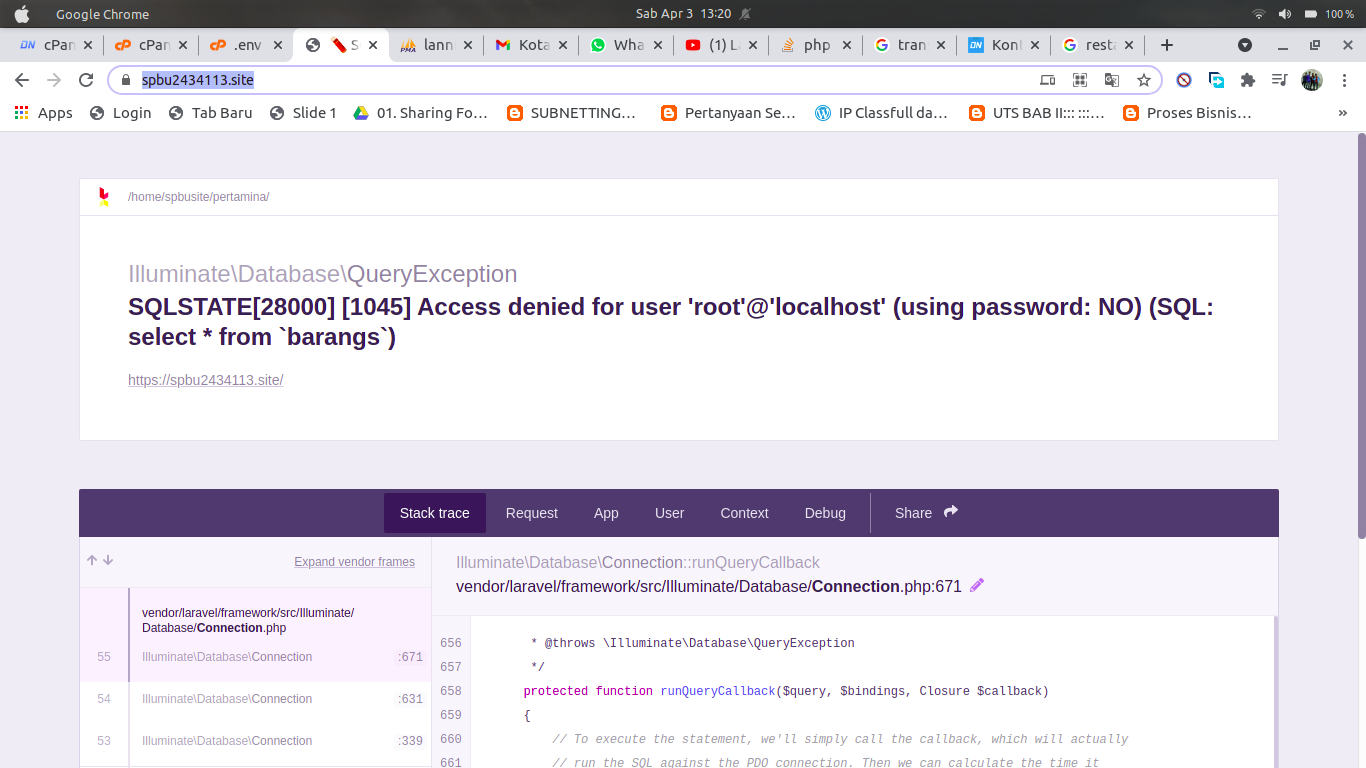 Google Chrome
Sab Apr 3 13:20
100 %
DN cPan
cP cPan
cP .env
S
PMA lann
Kota
Wha
(1) L
php
tran
DN Kont
resta
spbu2434113.site
Apps
Login
Tab Baru
Slide 1
01. Sharing Fo…
SUBNETTING…
Pertanyaan Se…
IP Classfull da…
UTS BAB II::: :::…
Proses Bisnis…
»
/home/spbusite/pertamina/
Illuminate\Database\QueryException
SQLSTATE[28000] [1045] Access denied for user 'root'@'localhost' (using password: NO) (SQL:
select * from `barangs`)
https://spbu2434113.site/
Stack trace
Request
App
User
Context
Debug
Share
Expand vendor frames
vendor/laravel/framework/src/Illuminate/
Database/Connection.php
55 Illuminate\Database\Connection :671
54 Illuminate\Database\Connection :631
53 Illuminate\Database\Connection :339
Illuminate\Database\Connection::runQueryCallback
vendor/laravel/framework/src/Illuminate/Database/Connection.php:671
656 * @throws \Illuminate\Database\QueryException
657 */
658 protected function runQueryCallback($query, $bindings, Closure $callback)
659 {
660 // To execute the statement, we'll simply call the callback, which will actually
661 // run the SQL against the PDO connection. Then we can calculate the time it